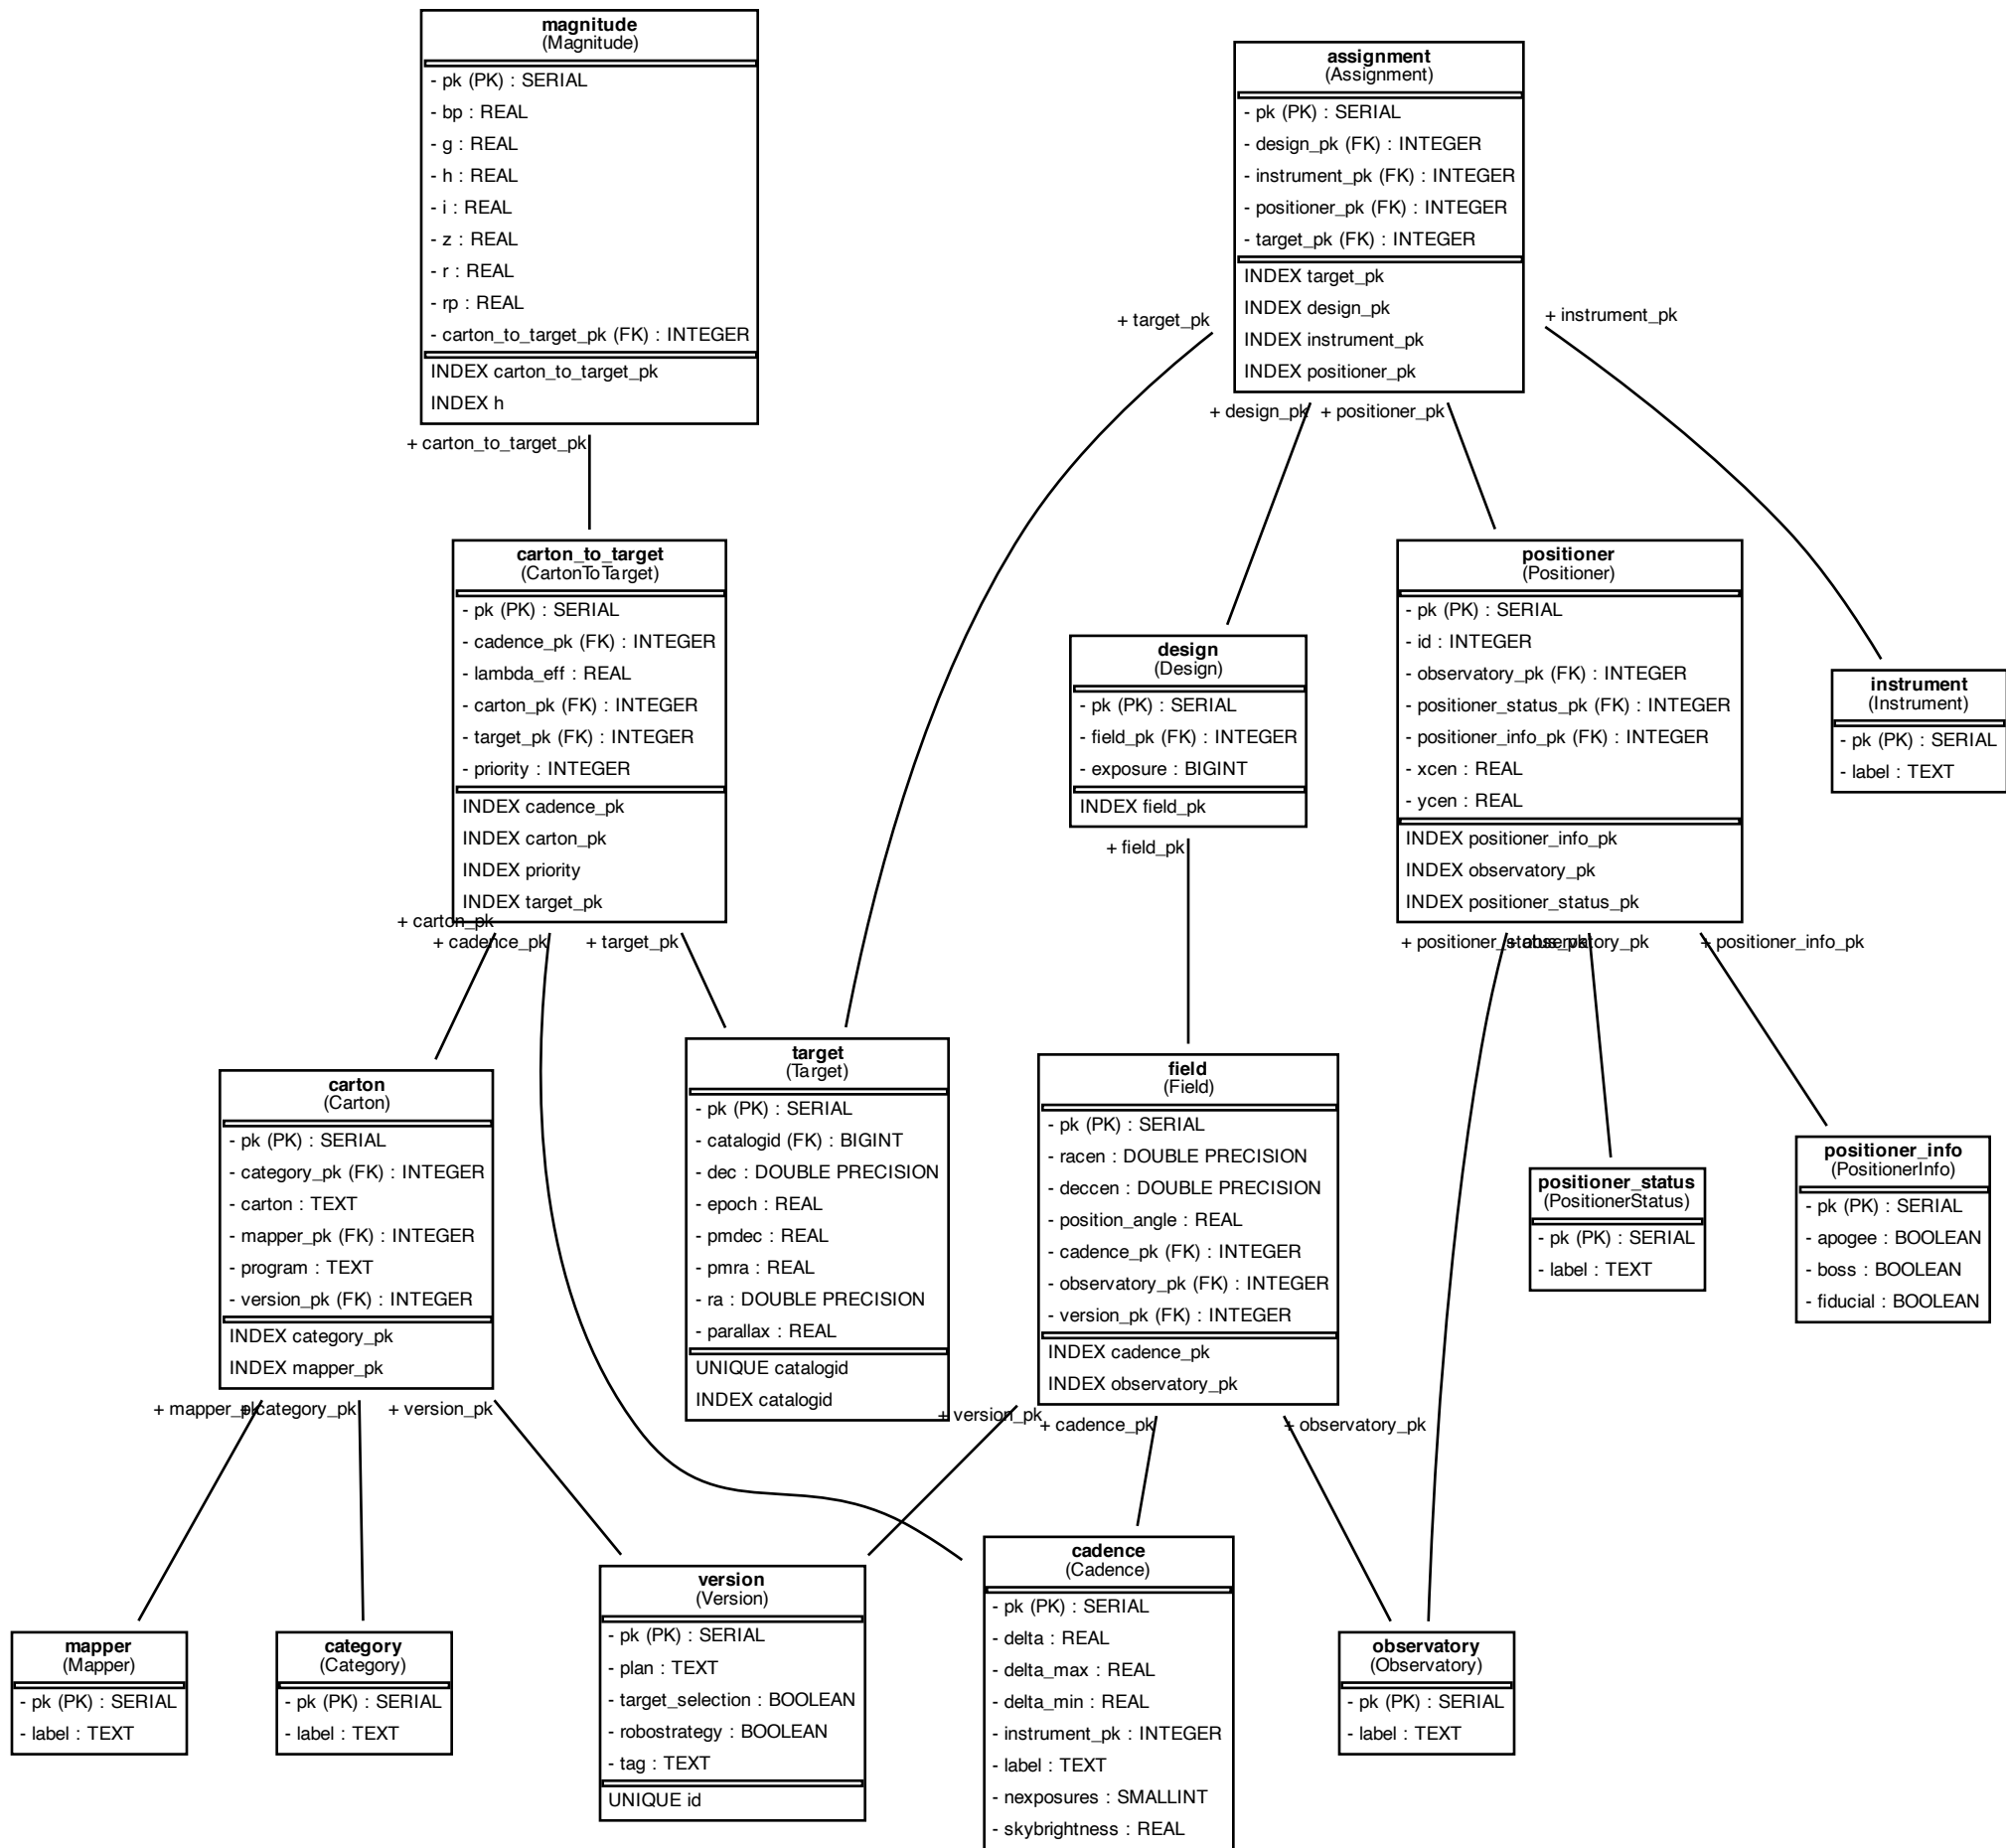 magnitude
(Magnitude)
- pk (PK) : SERIAL
- bp : REAL
- g : REAL
- h : REAL
- i : REAL
- z : REAL
- r : REAL
- rp : REAL
- carton_to_target_pk (FK) : INTEGER
INDEX carton_to_target_pk
INDEX h
+ carton_to_target_pk
assignment
(Assignment)
- pk (PK) : SERIAL
- design_pk (FK) : INTEGER
- instrument_pk (FK) : INTEGER
- positioner_pk (FK) : INTEGER
- target_pk (FK) : INTEGER
INDEX target_pk
INDEX design_pk
INDEX instrument_pk
INDEX positioner_pk
+ target_pk
+ instrument_pk
+ design_pk
+ positioner_pk
carton_to_target
(CartonToTarget)
- pk (PK) : SERIAL
- cadence_pk (FK) : INTEGER
- lambda_eff : REAL
- carton_pk (FK) : INTEGER
- target_pk (FK) : INTEGER
- priority : INTEGER
INDEX cadence_pk
INDEX carton_pk
INDEX priority
INDEX target_pk
+ carton_pk
+ cadence_pk
+ target_pk
design
(Design)
- pk (PK) : SERIAL
- field_pk (FK) : INTEGER
- exposure : BIGINT
INDEX field_pk
+ field_pk
positioner
(Positioner)
- pk (PK) : SERIAL
- id : INTEGER
- observatory_pk (FK) : INTEGER
- positioner_status_pk (FK) : INTEGER
- positioner_info_pk (FK) : INTEGER
- xcen : REAL
- ycen : REAL
INDEX positioner_info_pk
INDEX observatory_pk
INDEX positioner_status_pk
+ positioner_status_pk
+ observatory_pk
+ positioner_info_pk
instrument
(Instrument)
- pk (PK) : SERIAL
- label : TEXT
carton
(Carton)
- pk (PK) : SERIAL
- category_pk (FK) : INTEGER
- carton : TEXT
- mapper_pk (FK) : INTEGER
- program : TEXT
- version_pk (FK) : INTEGER
INDEX category_pk
INDEX mapper_pk
+ mapper_pk
+ category_pk
+ version_pk
target
(Target)
- pk (PK) : SERIAL
- catalogid (FK) : BIGINT
- dec : DOUBLE PRECISION
- epoch : REAL
- pmdec : REAL
- pmra : REAL
- ra : DOUBLE PRECISION
- parallax : REAL
UNIQUE catalogid
INDEX catalogid
field
(Field)
- pk (PK) : SERIAL
- racen : DOUBLE PRECISION
- deccen : DOUBLE PRECISION
- position_angle : REAL
- cadence_pk (FK) : INTEGER
- observatory_pk (FK) : INTEGER
- version_pk (FK) : INTEGER
INDEX cadence_pk
INDEX observatory_pk
+ version_pk
+ cadence_pk
+ observatory_pk
positioner_status
(PositionerStatus)
- pk (PK) : SERIAL
- label : TEXT
positioner_info
(PositionerInfo)
- pk (PK) : SERIAL
- apogee : BOOLEAN
- boss : BOOLEAN
- fiducial : BOOLEAN
mapper
(Mapper)
- pk (PK) : SERIAL
- label : TEXT
category
(Category)
- pk (PK) : SERIAL
- label : TEXT
version
(Version)
- pk (PK) : SERIAL
- plan : TEXT
- target_selection : BOOLEAN
- robostrategy : BOOLEAN
- tag : TEXT
UNIQUE id
cadence
(Cadence)
- pk (PK) : SERIAL
- delta : REAL
- delta_max : REAL
- delta_min : REAL
- instrument_pk : INTEGER
- label : TEXT
- nexposures : SMALLINT
- skybrightness : REAL
observatory
(Observatory)
- pk (PK) : SERIAL
- label : TEXT